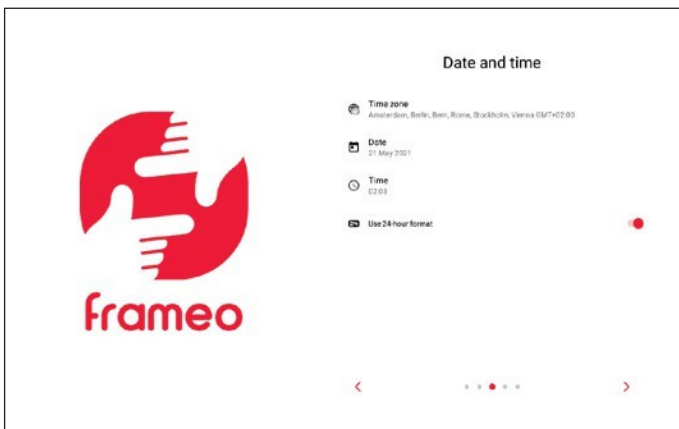 frameo
Date and time
Time zone
Amsterdam, Berlin, Bern, Rome, Stockholm, Vienna GMT+02:00
Date
21 May 2021
Time
02:03
Use 24-hour format